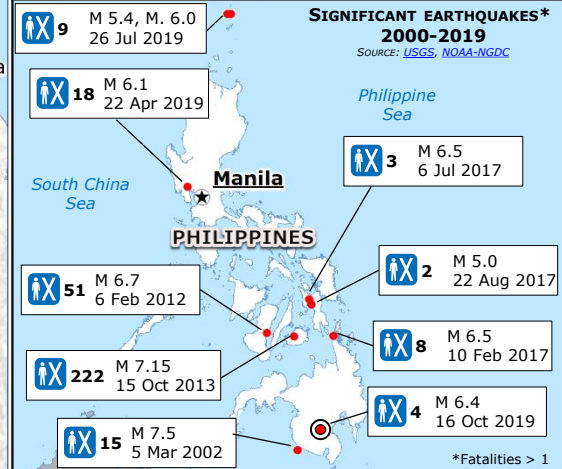 SIGNIFICANT EARTHQUAKES*
2000-2019
SOURCE: USGS, NOAA-NGDC
9 M 5.4, M. 6.0
26 Jul 2019
a
18 M 6.1
22 Apr 2019
Philippine
Sea
3 M 6.5
6 Jul 2017
South China
Sea
Manila
PHILIPPINES
2 M 5.0
22 Aug 2017
51 M 6.7
6 Feb 2012
8 M 6.5
10 Feb 2017
222 M 7.15
15 Oct 2013
4 M 6.4
16 Oct 2019
15 M 7.5
5 Mar 2002
*Fatalities > 1